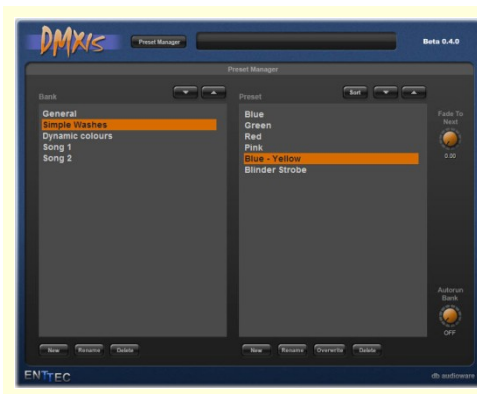 DMXIS
Preset Manager
Beta 0.4.0
Preset Manager
Bank
Preset
Sort
General
Simple Washes
Dynamic colours
Song 1
Song 2
Blue
Green
Red
Pink
Blue - Yellow
Blinder Strobe
Fade To
Next
0.00
Autorun
Bank
OFF
New Rename Delete
New Rename Overwrite Delete
ENTTEC
db audioware